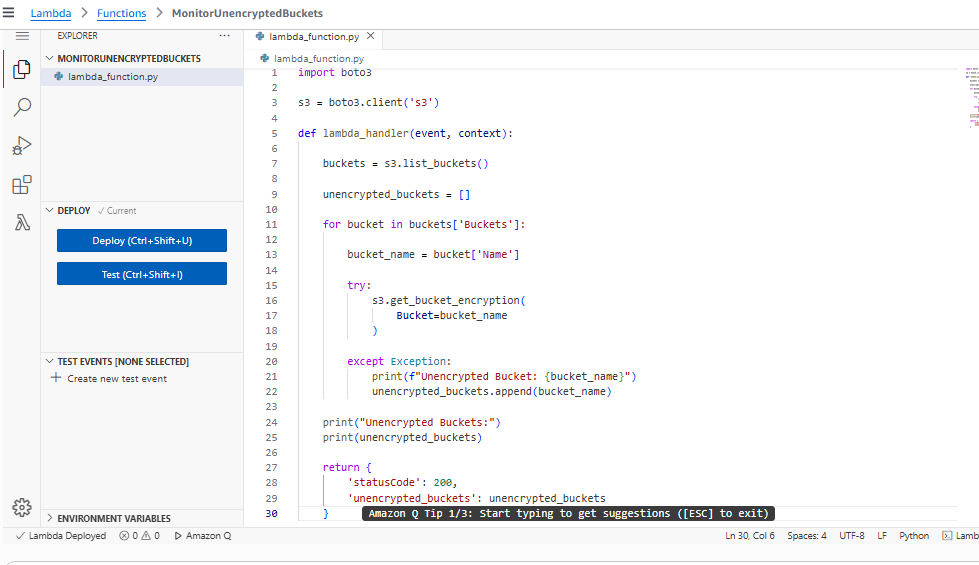 Lambda > Functions > MonitorUnencryptedBuckets
EXPLORER ...
MONITORUNENCRYPTEDBUCKETS
lambda_function.py
DEPLOY ✓ Current
Deploy (Ctrl+Shift+U)
Test (Ctrl+Shift+I)
TEST EVENTS [NONE SELECTED]
+ Create new test event
ENVIRONMENT VARIABLES
lambda_function.py ×
lambda_function.py
1 import boto3
2
3 s3 = boto3.client('s3')
4
5 def lambda_handler(event, context):
6
7     buckets = s3.list_buckets()
8
9     unencrypted_buckets = []
10
11     for bucket in buckets['Buckets']:
12
13         bucket_name = bucket['Name']
14
15         try:
16             s3.get_bucket_encryption(
17                 Bucket=bucket_name
18             )
19
20         except Exception:
21             print(f"Unencrypted Bucket: {bucket_name}")
22             unencrypted_buckets.append(bucket_name)
23
24     print("Unencrypted Buckets:")
25     print(unencrypted_buckets)
26
27     return {
28         'statusCode': 200,
29         'unencrypted_buckets': unencrypted_buckets
30     } Amazon Q Tip 1/3: Start typing to get suggestions ([ESC] to exit)
✓ Lambda Deployed 0 0 Amazon Q Ln 30, Col 6 Spaces: 4 UTF-8 LF Python Lamb